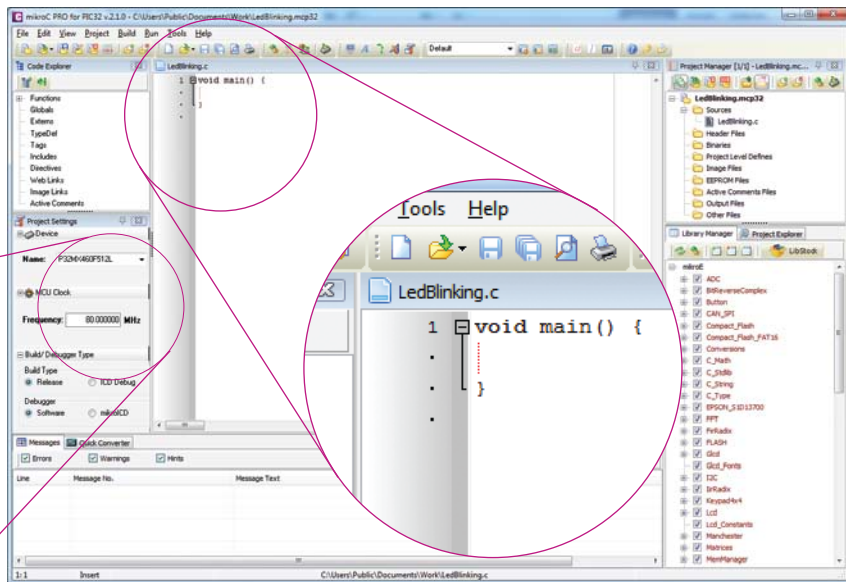 mikroC PRO for PIC32 v.2.1.0 - C:\Users\Public\Documents\Work\LedBlinking.mcp32
File Edit View Project Build Run Tools Help
Default
Code Explorer
Functions
Globals
Externs
TypeDef
Tags
Includes
Directives
Web Links
Image Links
Active Comments
Project Settings
Device
Name: P32MX460F512L
MCU Clock
Frequency: 80.000000 MHz
Build/Debugger Type
Build Type
Release ICD Debug
Debugger
Software mikroICD
LedBlinking.c
1 void main() {
}
Tools Help
LedBlinking.c
1 void main() {
}
Messages Quick Converter
Errors Warnings Hints
Line Message No. Message Text
1:1 Insert C:\Users\Public\Documents\Work\LedBlinking.c
Project Manager [1/1] - LedBlinking.mc...
LedBlinking.mcp32
Sources
LedBlinking.c
Header Files
Binaries
Project Level Defines
Image Files
EEPROM Files
Active Comments Files
Output Files
Other Files
Library Manager Project Explorer
LibStock
mikroE
ADC
BitReverseComplex
Button
CAN_SPI
Compact_Flash
Compact_Flash_FAT16
Conversions
C_Math
C_Stdlib
C_String
C_Type
EPSON_S1D13700
FFT
FirRadix
FLASH
Glcd
Glcd_Fonts
I2C
IirRadix
Keypad4x4
Lcd
Lcd_Constants
Manchester
Matrices
MemManager